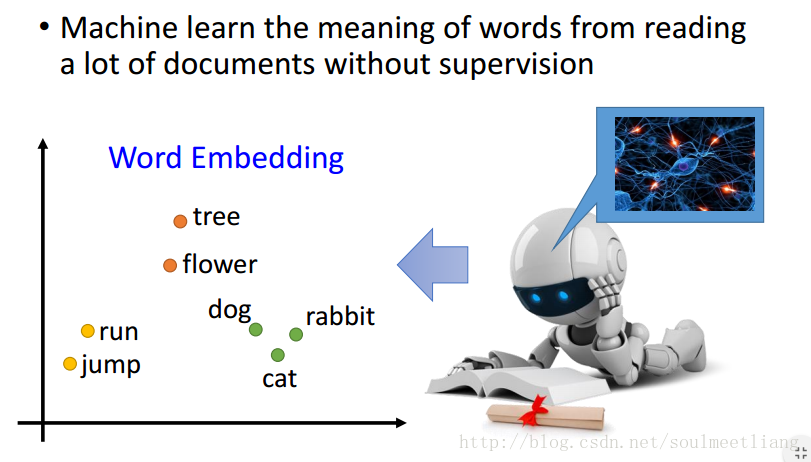 • Machine learn the meaning of words from reading
a lot of documents without supervision
Word Embedding
tree
flower
dog
rabbit
run
jump
cat
http://blog.csdn.net/soulmeetliang